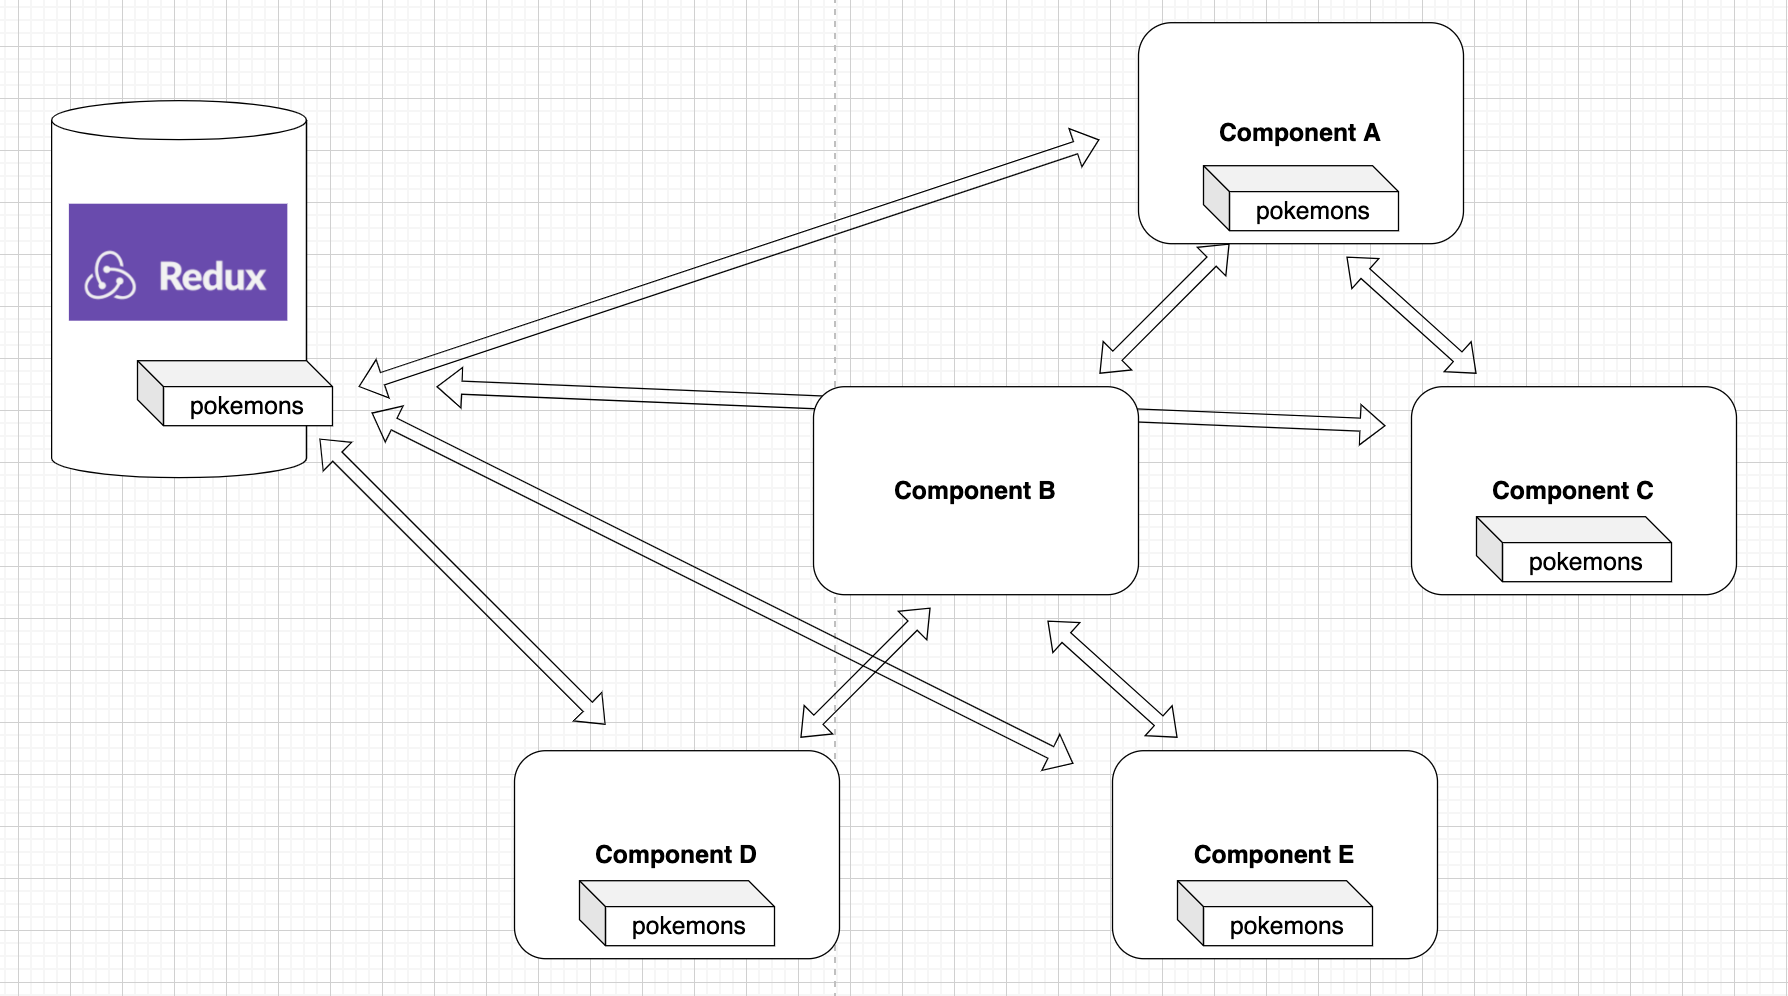 Component A
pokemons
Redux
pokemons
Component B
Component C
pokemons
Component D
pokemons
Component E
pokemons